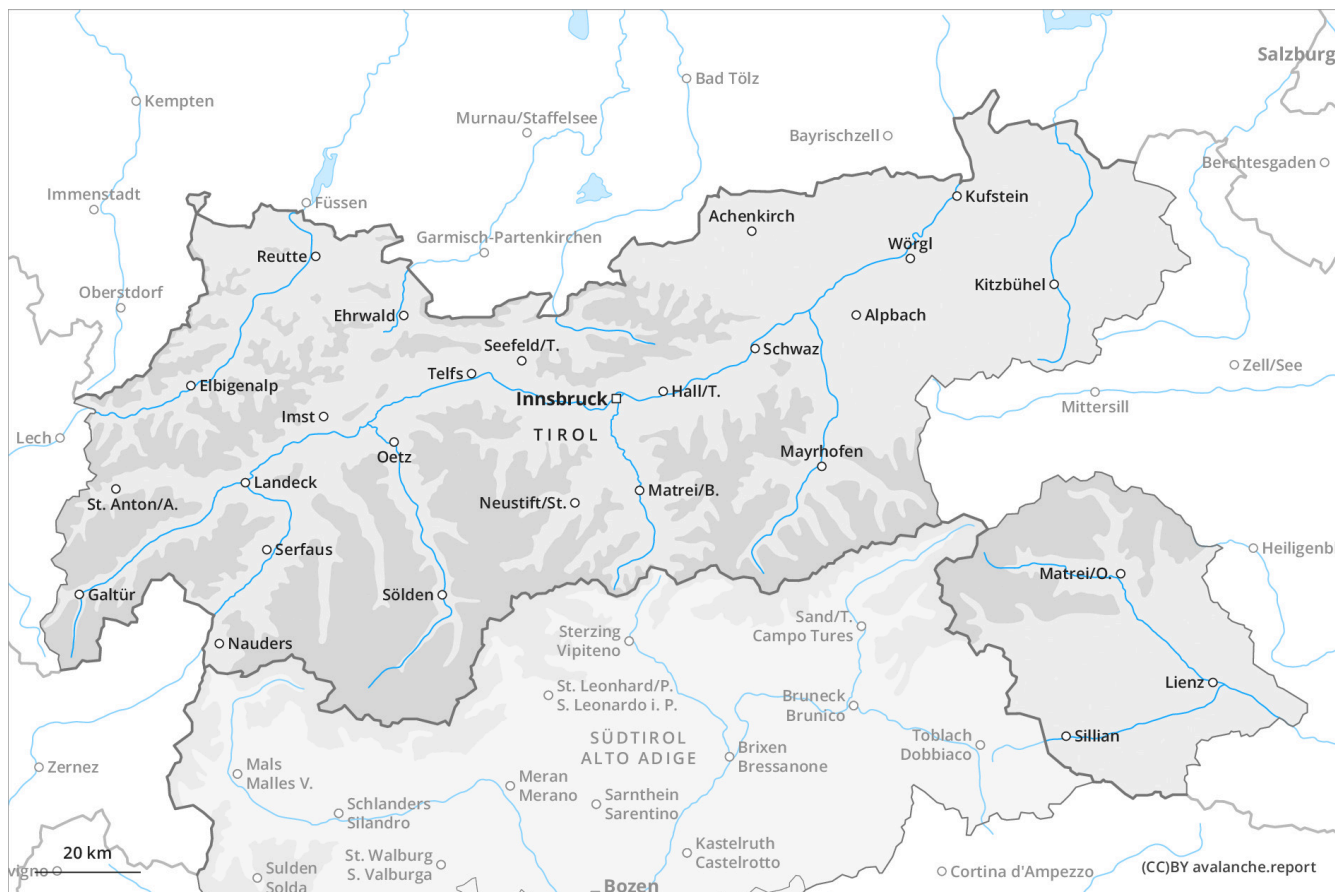 Salzburg
Bad Tölz
Kempten
Murnau/Staffelsee
Bayrischzell
Berchtesgaden
Immenstadt
Füssen
Kufstein
Achenkirch
Garmisch-Partenkirchen
Wörgl
Reutte
Kitzbühel
Oberstdorf
Ehrwald
Alpbach
Seefeld/T.
Schwaz
Zell/See
Telfs
Elbigenalp
Hall/T.
Innsbruck
Mittersill
Imst
Lech
TIROL
Oetz
Mayrhofen
Landeck
Matrei/B.
St. Anton/A.
Neustift/St.
Serfaus
Heiligenb
Matrei/O.
Galtür
Sölden
Sand/T.
Campo Tures
Sterzing
Vipiteno
Nauders
Lienz
St. Leonhard/P.
S. Leonardo i. P.
Bruneck
Brunico
Sillian
SÜDTIROL
ALTO ADIGE
Toblach
Dobbiaco
Brixen
Bressanone
Zernez
Mals
Malles V.
Meran
Merano
Schlanders
Silandro
Sarnthein
Sarentino
Kastelruth
Castelrotto
20 km
St. Walburg
S. Valburga
vigno
Sulden
Solda
Cortina d'Ampezzo
(CC)BY avalanche.report
Bozen